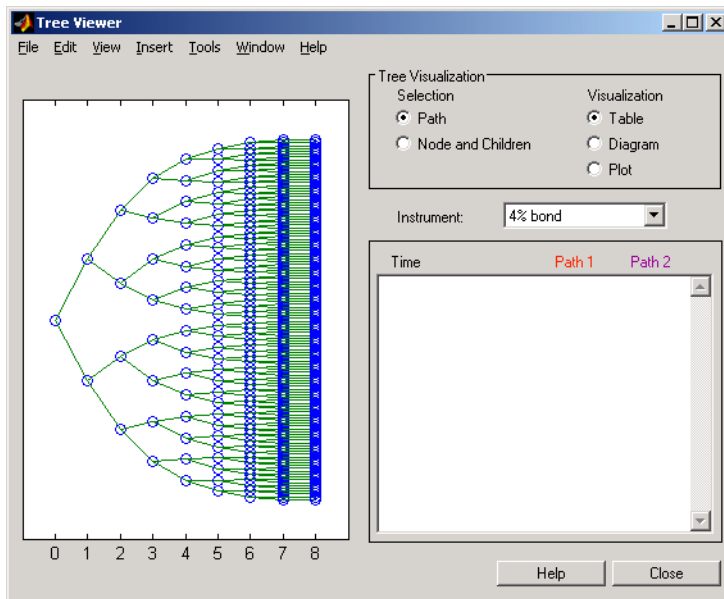 Tree Viewer
File Edit View Insert Tools Window Help
Tree Visualization
Selection
Visualization
Path
Table
Node and Children
Diagram
Plot
Instrument:
4% bond
Time
Path 1
Path 2
0 1 2 3 4 5 6 7 8
Help
Close